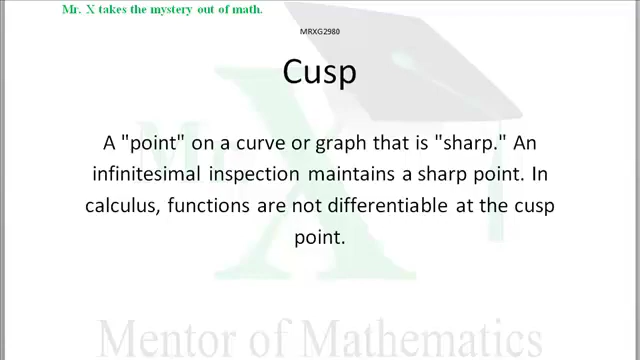 Mr. X takes the mystery out of math.
MRXG2980
Cusp
A "point" on a curve or graph that is "sharp." An
infinitesimal inspection maintains a sharp point. In
calculus, functions are not differentiable at the cusp
point.
Mr X
Mentor of Mathematics